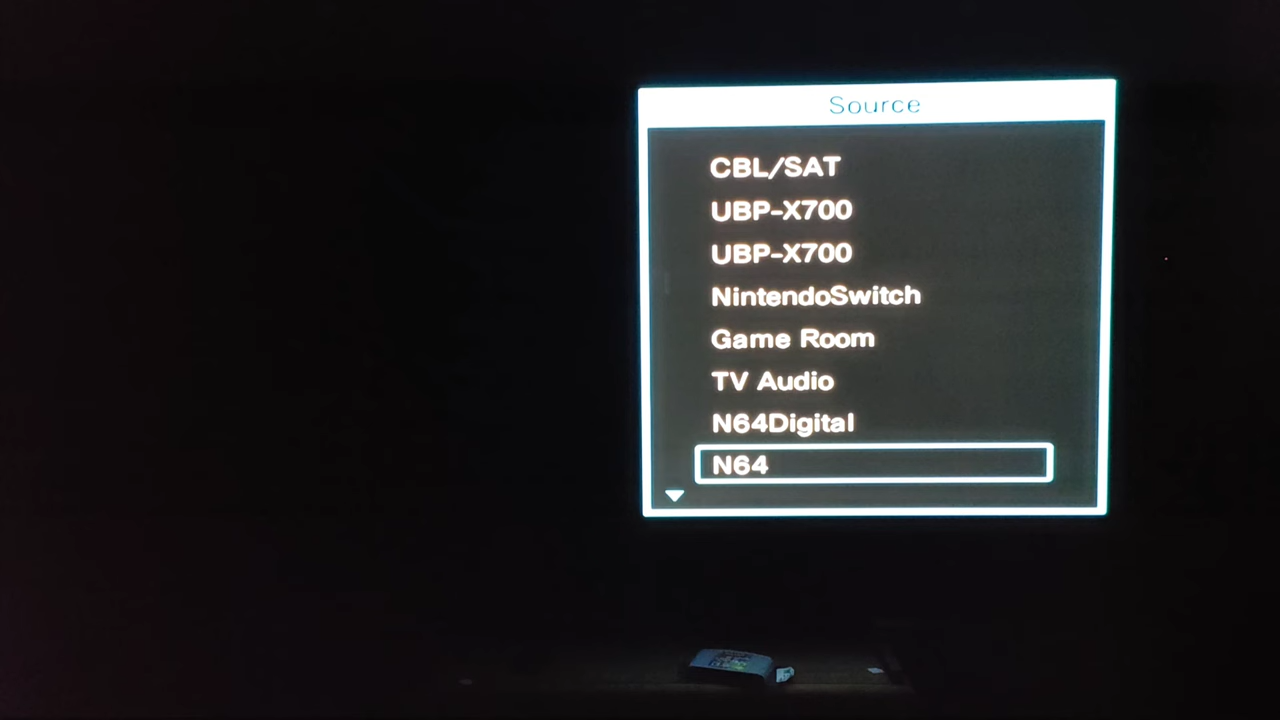 Source
CBL/SAT
UBP-X700
UBP-X700
NintendoSwitch
Game Room
TV Audio
N64Digital
N64